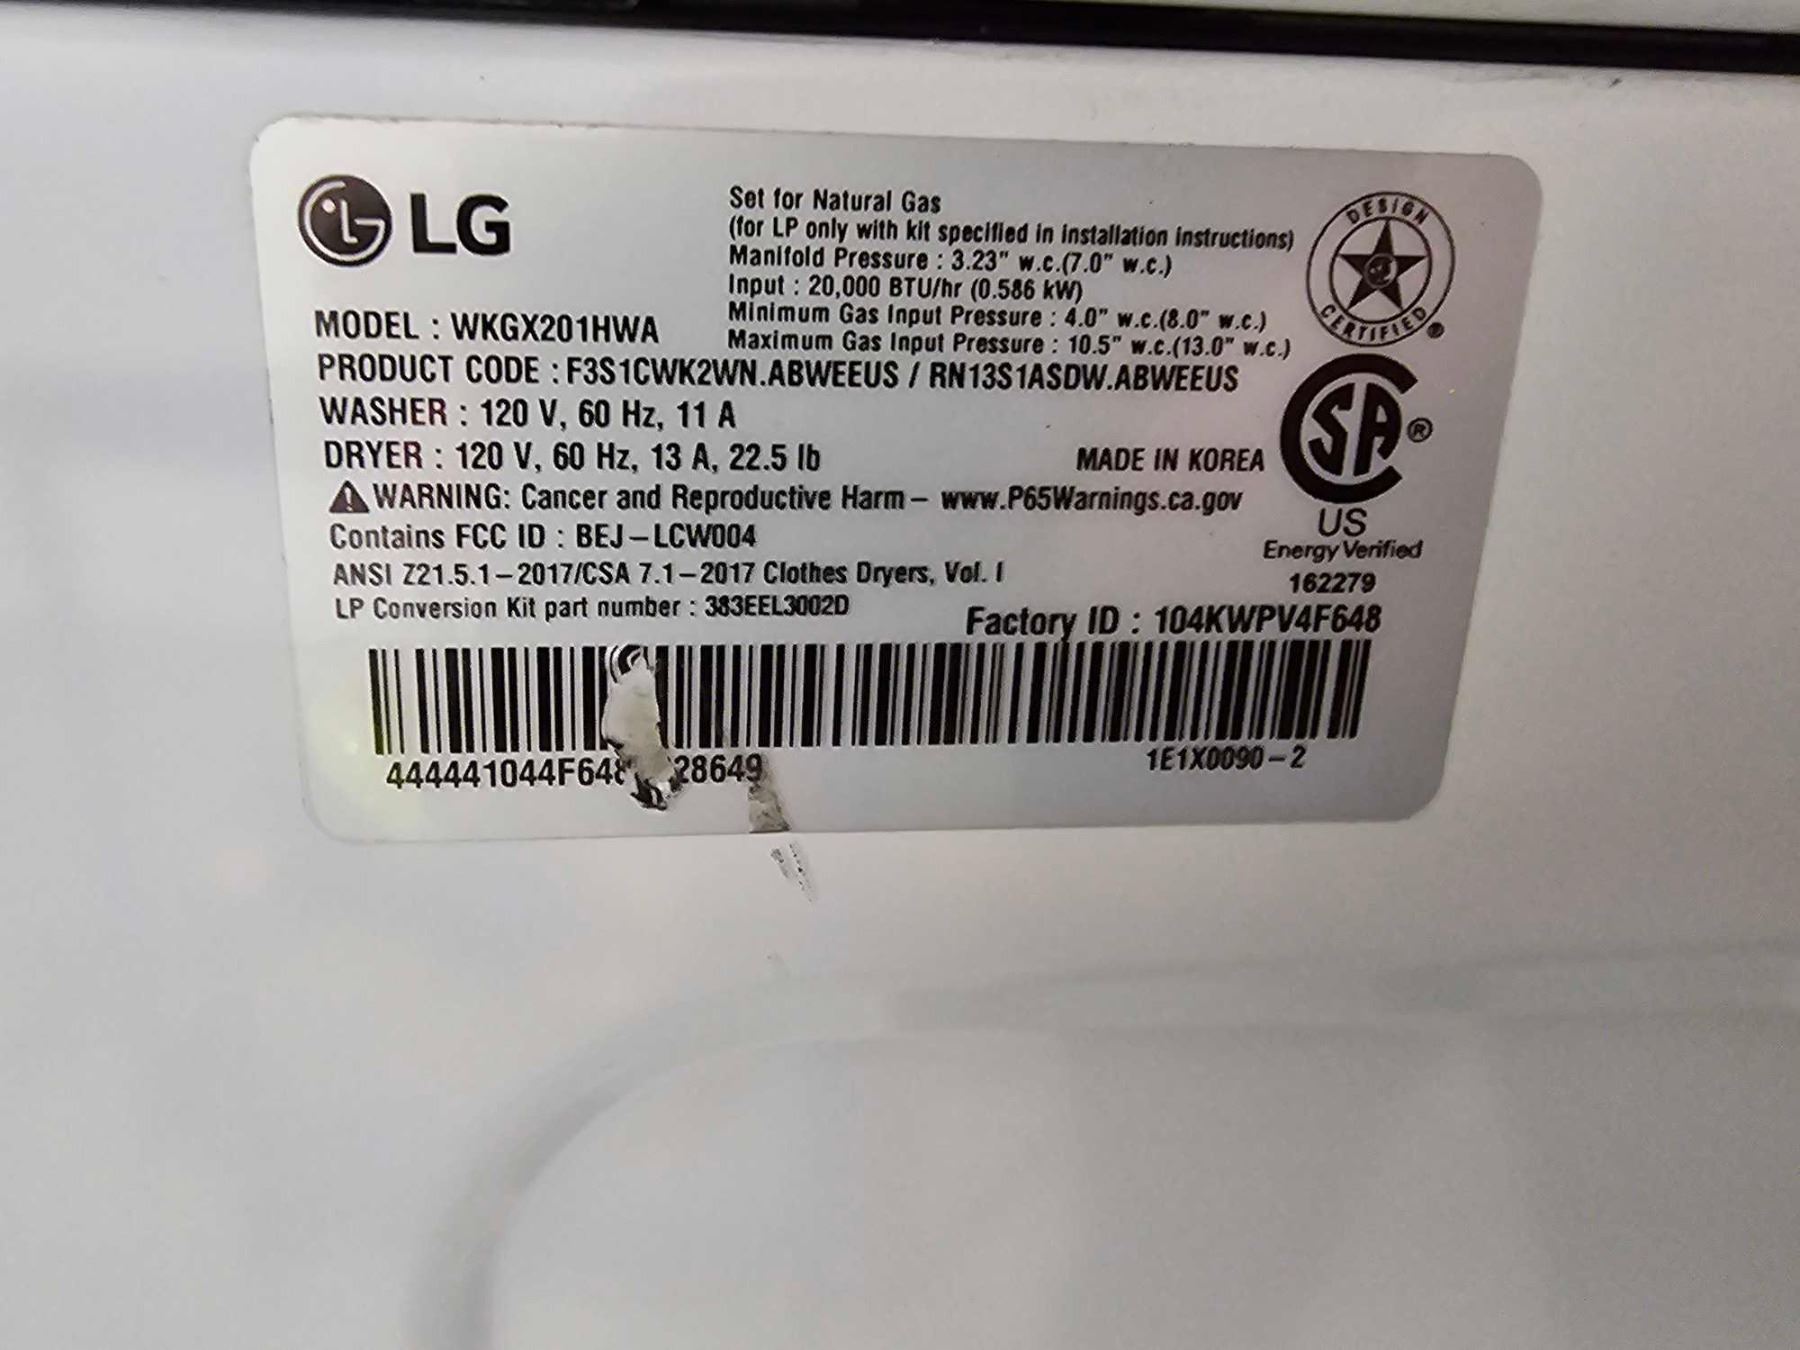 LG
Set for Natural Gas
(for LP only with kit specified in installation instructions)
Manifold Pressure : 3.23" w.c.(7.0" w.c.)
Input : 20,000 BTU/hr (0.586 kW)
Minimum Gas Input Pressure : 4.0" w.c.(8.0" w.c.)
Maximum Gas Input Pressure : 10.5" w.c.(13.0" w.c.)
DESIGN
CERTIFIED ®
MODEL : WKGX201HWA
PRODUCT CODE : F3S1CWK2WN.ABWEEUS / RN13S1ASDW.ABWEEUS
WASHER : 120 V, 60 Hz, 11 A
DRYER : 120 V, 60 Hz, 13 A, 22.5 lb
MADE IN KOREA
CSA ®
US
Energy Verified
162279
WARNING: Cancer and Reproductive Harm – www.P65Warnings.ca.gov
Contains FCC ID : BEJ–LCW004
ANSI Z21.5.1–2017/CSA 7.1–2017 Clothes Dryers, Vol. I
LP Conversion Kit part number : 383EEL3002D
Factory ID : 104KWPV4F648
1E1X0090–2